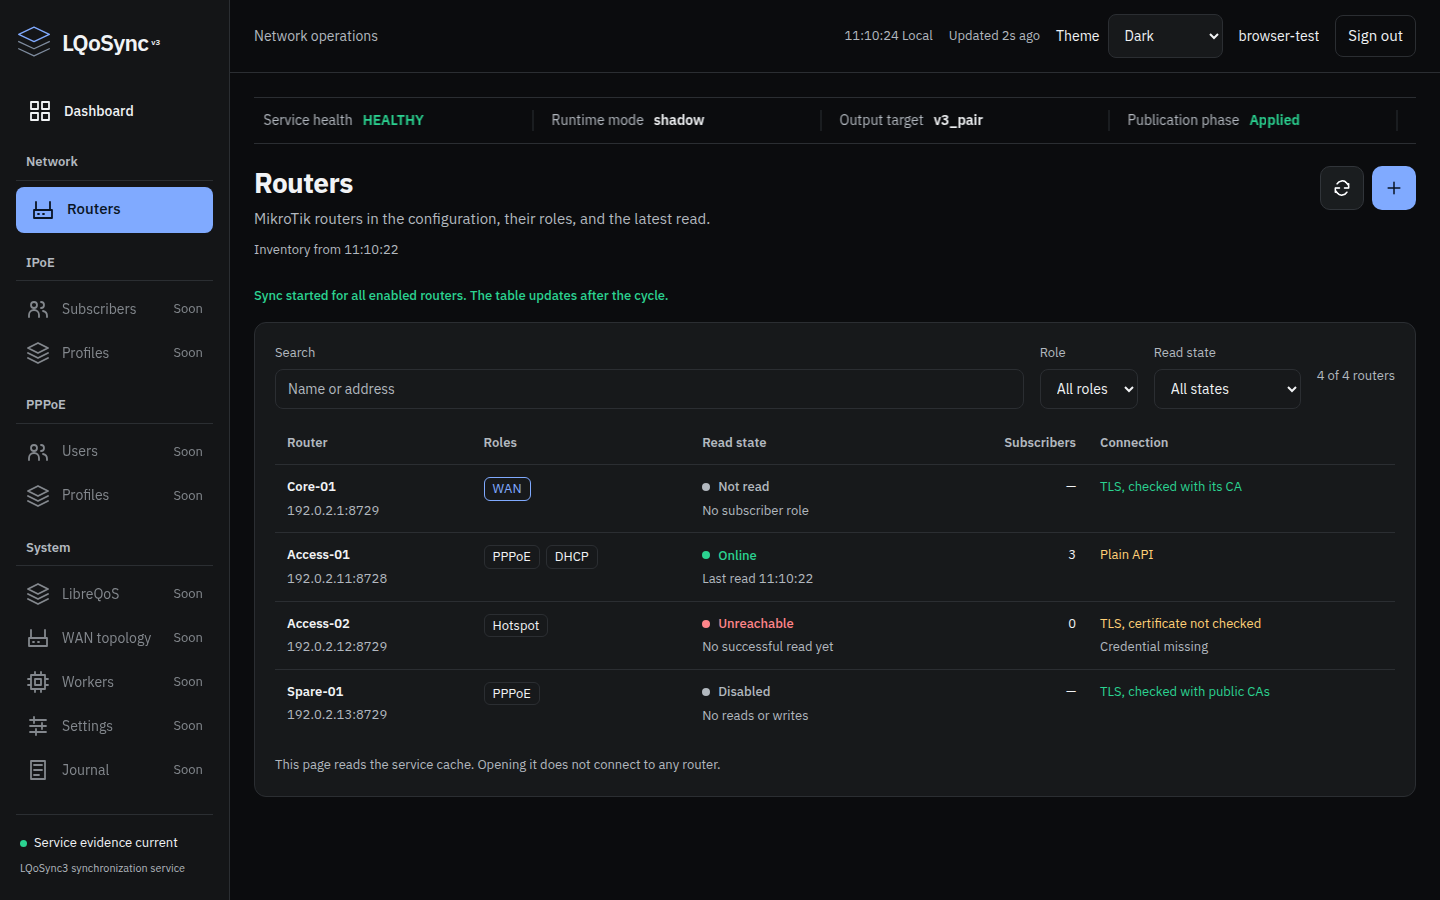 LQoSync v3
Dashboard
Network
Routers
IPoE
Subscribers Soon
Profiles Soon
PPPoE
Users Soon
Profiles Soon
System
LibreQoS Soon
WAN topology Soon
Workers Soon
Settings Soon
Journal Soon
Service evidence current
LQoSync3 synchronization service
Network operations 11:10:24 Local Updated 2s ago Theme Dark browser-test Sign out
Service health HEALTHY Runtime mode shadow Output target v3_pair Publication phase Applied
Routers
MikroTik routers in the configuration, their roles, and the latest read.
Inventory from 11:10:22
Sync started for all enabled routers. The table updates after the cycle.
Search Role Read state
Name or address All roles All states 4 of 4 routers
Router Roles Read state Subscribers Connection
Core-01 WAN Not read — TLS, checked with its CA
192.0.2.1:8729 No subscriber role
Access-01 PPPoE DHCP Online 3 Plain API
192.0.2.11:8728 Last read 11:10:22
Access-02 Hotspot Unreachable 0 TLS, certificate not checked
192.0.2.12:8729 No successful read yet Credential missing
Spare-01 PPPoE Disabled — TLS, checked with public CAs
192.0.2.13:8729 No reads or writes
This page reads the service cache. Opening it does not connect to any router.